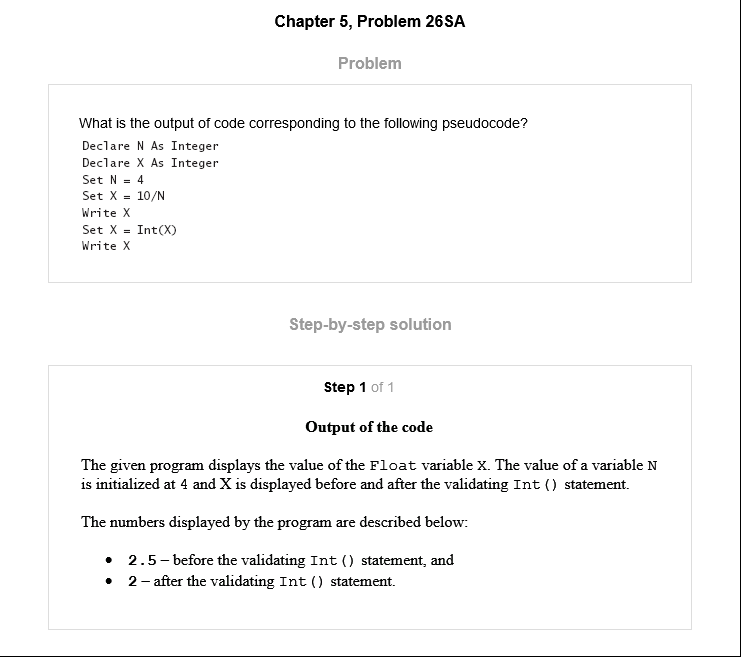 Chapter 5, Problem 26SA
Problem
What is the output of code corresponding to the following pseudocode?
Declare N As Integer
Declare X As Integer
Set N = 4
Set X = 10/N
Write X
Set X = Int(X)
Write X
Step-by-step solution
Step 1 of 1
Output of the code
The given program displays the value of the Float variable X. The value of a variable N
is initialized at 4 and X is displayed before and after the validating Int() statement.
The numbers displayed by the program are described below:
• 2.5 – before the validating Int() statement, and
• 2 – after the validating Int() statement.